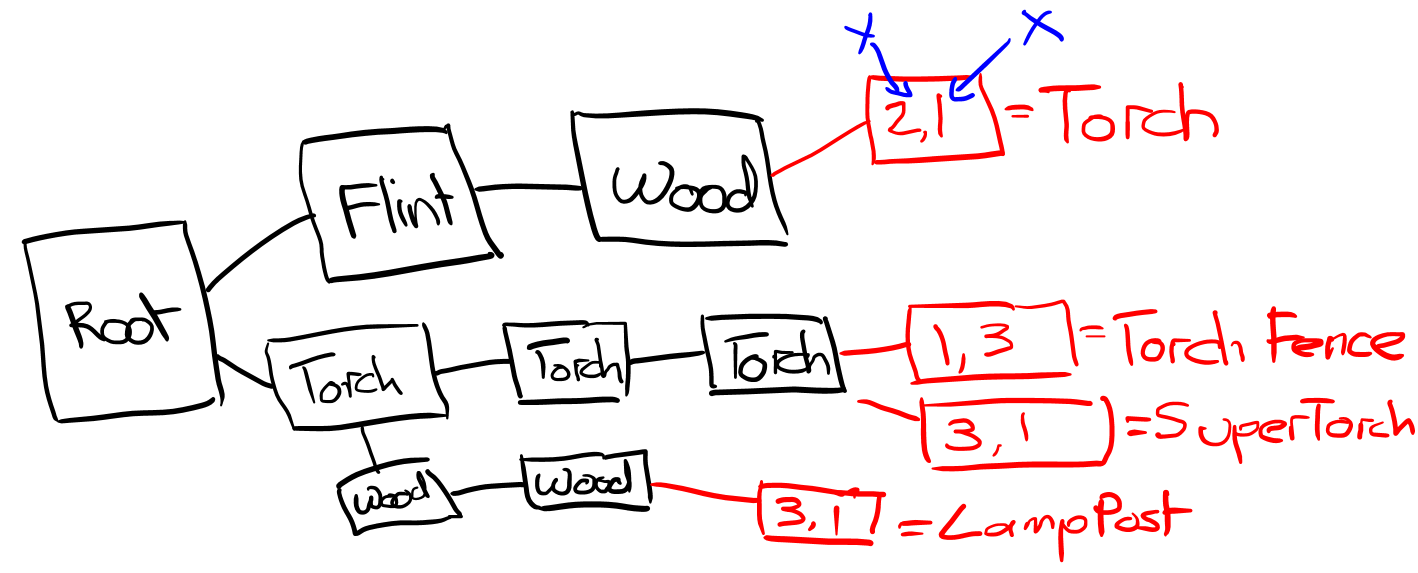 Y X
2,1 = Torch
Flint
Wood
Root
Torch
Torch
Torch
1,3 = Torch Fence
3,1 = SuperTorch
Wood
Wood
3,1 = LampPost